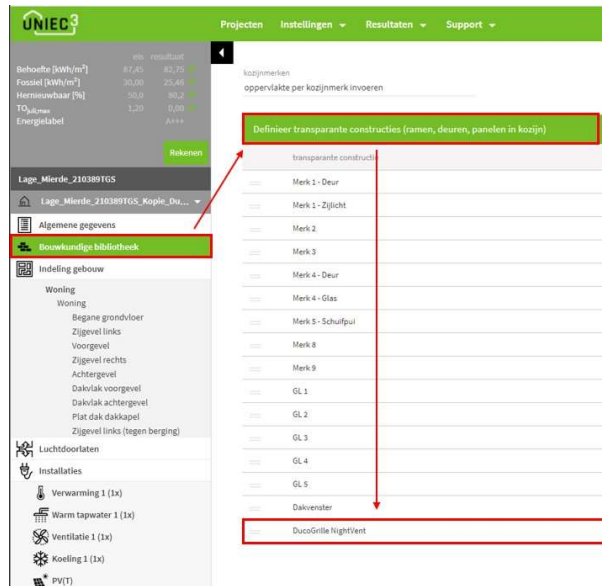 UNIEC3
Projecten Instellingen Resultaten Support
eis resultaat
Behoefte [kWh/m²] 87,45 82,75
Fossiel [kWh/m²] 30,00 25,46
Hernieuwbaar [%] 50,0 80,2
TOjuli;max 1,20 0,00
Energielabel A+++
Rekenen
Lage_Mierde_210389TGS
Lage_Mierde_210389TGS_Kopie_Du...
Algemene gegevens
Bouwkundige bibliotheek
Indeling gebouw
Woning
Woning
Begane grondvloer
Zijgevel links
Voorgevel
Zijgevel rechts
Achtergevel
Dakvlak voorgevel
Dakvlak achtergevel
Plat dak dakkapel
Zijgevel links (tegen berging)
Luchtdoorlaten
Installaties
Verwarming 1 (1x)
Warm tapwater 1 (1x)
Ventilatie 1 (1x)
Koeling 1 (1x)
PV(T)
kozijnmerken
oppervlakte per kozijnmerk invoeren
Definieer transparante constructies (ramen, deuren, panelen in kozijn)
transparante constructie
Merk 1 - Deur
Merk 1 - Zijlicht
Merk 2
Merk 3
Merk 4 - Deur
Merk 4 - Glas
Merk 5 - Schuifpui
Merk 8
Merk 9
GL 1
GL 2
GL 3
GL 4
GL 5
Dakvenster
DucoGrille NightVent